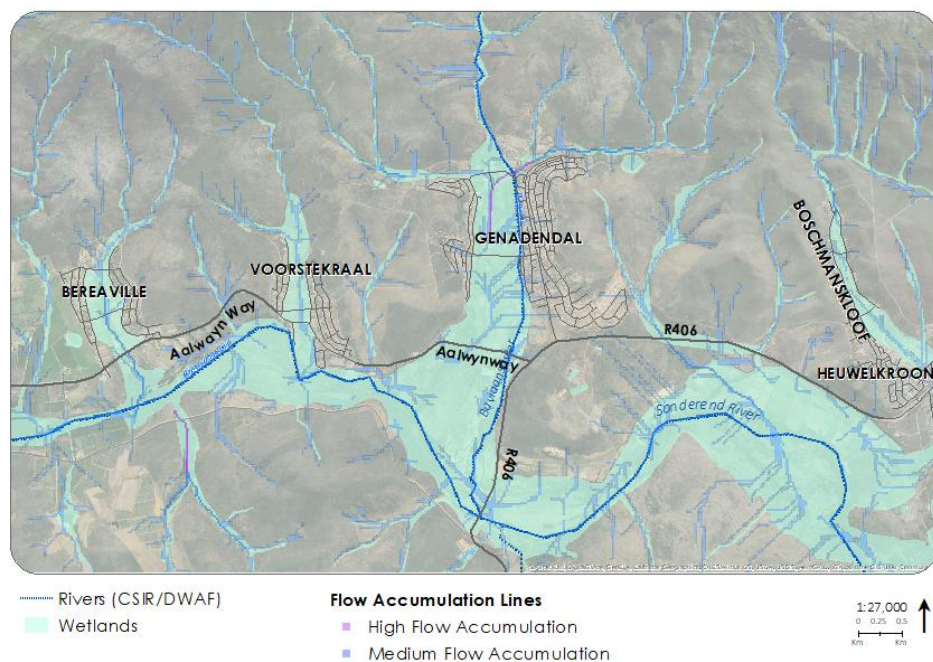 GENADENDAL
BOSCHMANSKLOOF
VOORSTEKRAAL
BEREAVILLE
Aalwayn Way
R406
Aalwynway
HEUWELKROON
Sonderend River
R406
Rivers (CSIR/DWAF)
Wetlands
Flow Accumulation Lines
High Flow Accumulation
Medium Flow Accumulation
1:27,000
0 0.25 0.5
Km Km